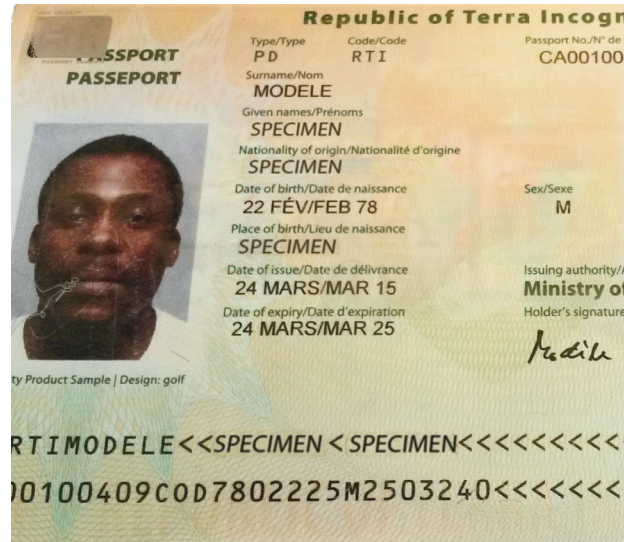 Republic of Terra Incogn
PASSPORT
PASSEPORT
Type/Type Code/Code Passport No./N° de
PD RTI CA00100
Surname/Nom
MODELE
Given names/Prénoms
SPECIMEN
Nationality of origin/Nationalité d'origine
SPECIMEN
Date of birth/Date de naissance Sex/Sexe
22 FÉV/FEB 78 M
Place of birth/Lieu de naissance
SPECIMEN
Date of issue/Date de délivrance Issuing authority/
24 MARS/MAR 15 Ministry of
Date of expiry/Date d'expiration Holder's signature
24 MARS/MAR 25 Modèle
ty Product Sample | Design: golf
RTIMODELE<<SPECIMEN<SPECIMEN<<<<<<<<<
00100409COD7802225M2503240<<<<<<<